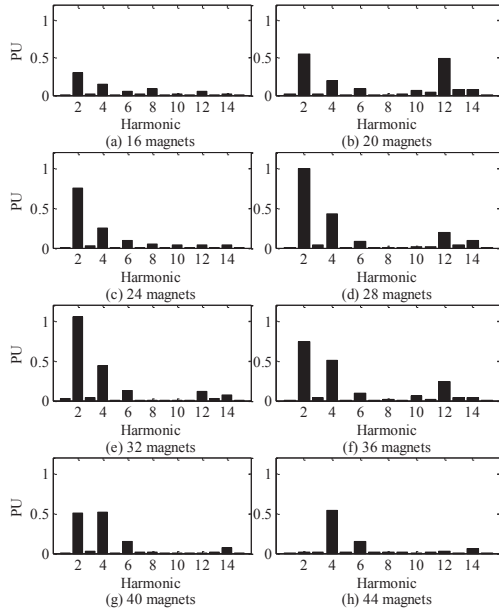 PU
1
0.5
0
2 4 6 8 10 12 14
Harmonic
(a) 16 magnets
1
0.5
0
2 4 6 8 10 12 14
Harmonic
(b) 20 magnets
PU
1
0.5
0
2 4 6 8 10 12 14
Harmonic
(c) 24 magnets
1
0.5
0
2 4 6 8 10 12 14
Harmonic
(d) 28 magnets
PU
1
0.5
0
2 4 6 8 10 12 14
Harmonic
(e) 32 magnets
1
0.5
0
2 4 6 8 10 12 14
Harmonic
(f) 36 magnets
PU
1
0.5
0
2 4 6 8 10 12 14
Harmonic
(g) 40 magnets
1
0.5
0
2 4 6 8 10 12 14
Harmonic
(h) 44 magnets